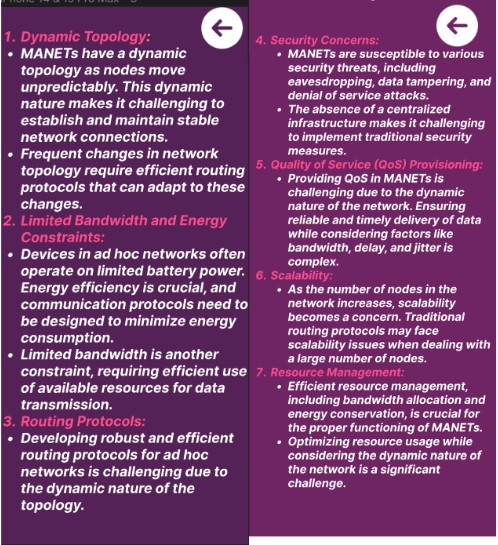 1. Dynamic Topology:
• MANETs have a dynamic
topology as nodes move
unpredictably. This dynamic
nature makes it challenging to
establish and maintain stable
network connections.
• Frequent changes in network
topology require efficient routing
protocols that can adapt to these
changes.
2. Limited Bandwidth and Energy
Constraints:
• Devices in ad hoc networks often
operate on limited battery power.
Energy efficiency is crucial, and
communication protocols need to
be designed to minimize energy
consumption.
• Limited bandwidth is another
constraint, requiring efficient use
of available resources for data
transmission.
3. Routing Protocols:
• Developing robust and efficient
routing protocols for ad hoc
networks is challenging due to
the dynamic nature of the
topology.
4. Security Concerns:
• MANETs are susceptible to various
security threats, including
eavesdropping, data tampering, and
denial of service attacks.
• The absence of a centralized
infrastructure makes it challenging
to implement traditional security
measures.
5. Quality of Service (QoS) Provisioning:
• Providing QoS in MANETs is
challenging due to the dynamic
nature of the network. Ensuring
reliable and timely delivery of data
while considering factors like
bandwidth, delay, and jitter is
complex.
6. Scalability:
• As the number of nodes in the
network increases, scalability
becomes a concern. Traditional
routing protocols may face
scalability issues when dealing with
a large number of nodes.
7. Resource Management:
• Efficient resource management,
including bandwidth allocation and
energy conservation, is crucial for
the proper functioning of MANETs.
• Optimizing resource usage while
considering the dynamic nature of
the network is a significant
challenge.